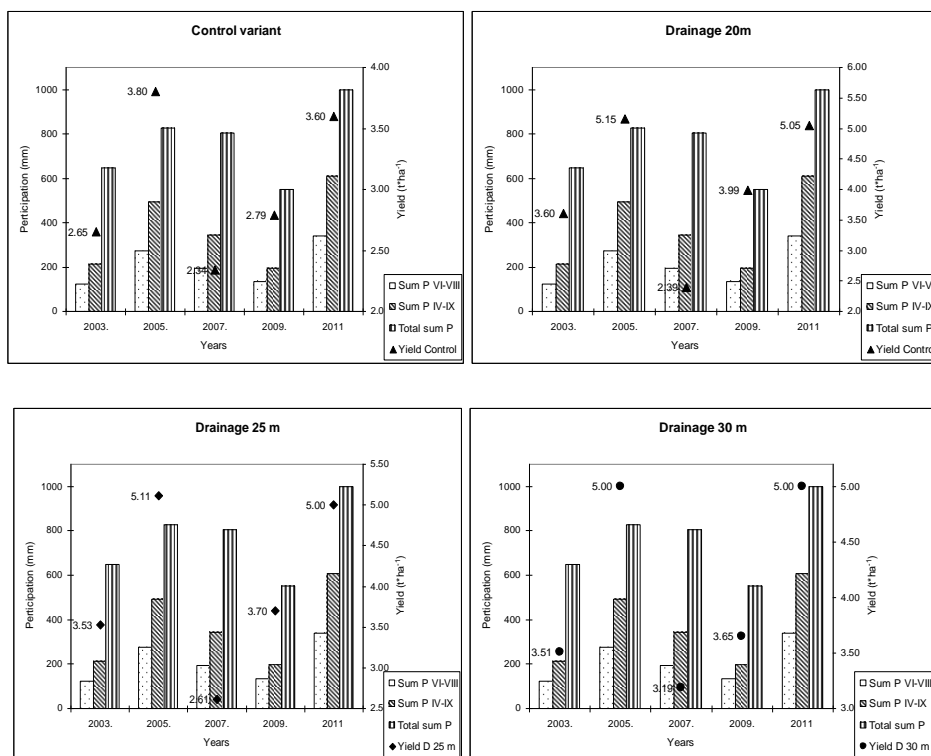 Control variant
Perticipation (mm)
1000
800
600
400
200
0
4.00
3.50
3.00
2.50
2.0
Yield (t*ha-1)
2.65
3.80
2.34
2.79
3.60
2003. 2005. 2007. 2009. 2011
Years
Sum P VI-VIII
Sum P IV-IX
Total sum P
Yield Control
Drainage 20m
Perticipation (mm)
1000
800
600
400
200
0
6.00
5.50
5.00
4.50
4.00
3.50
3.00
2.5
2.0
Yield (t*ha-1)
3.60
5.15
2.39
3.99
5.05
2003. 2005. 2007. 2009. 2011
Years
Sum P VI-V
Sum P IV-IX
Total sum P
Yield Control
Drainage 25 m
Perticipation (mm)
1000
800
600
400
200
0
5.50
5.00
4.50
4.00
3.50
3.00
2.5
Yield (t*ha-1)
3.53
5.11
2.61
3.70
5.00
2003. 2005. 2007. 2009. 2011
Years
Sum P VI-VIII
Sum P IV-IX
Total sum P
Yield D 25 m
Drainage 30 m
Perticipation (mm)
1000
800
600
400
200
0
5.00
4.50
4.00
3.50
3.0
Yield (t*ha-1)
3.51
5.00
3.19
3.65
5.00
2003. 2005. 2007. 2009. 2011
Years
Sum P VI-VIII
Sum P IV-IX
Total sum P
Yield D 30 m